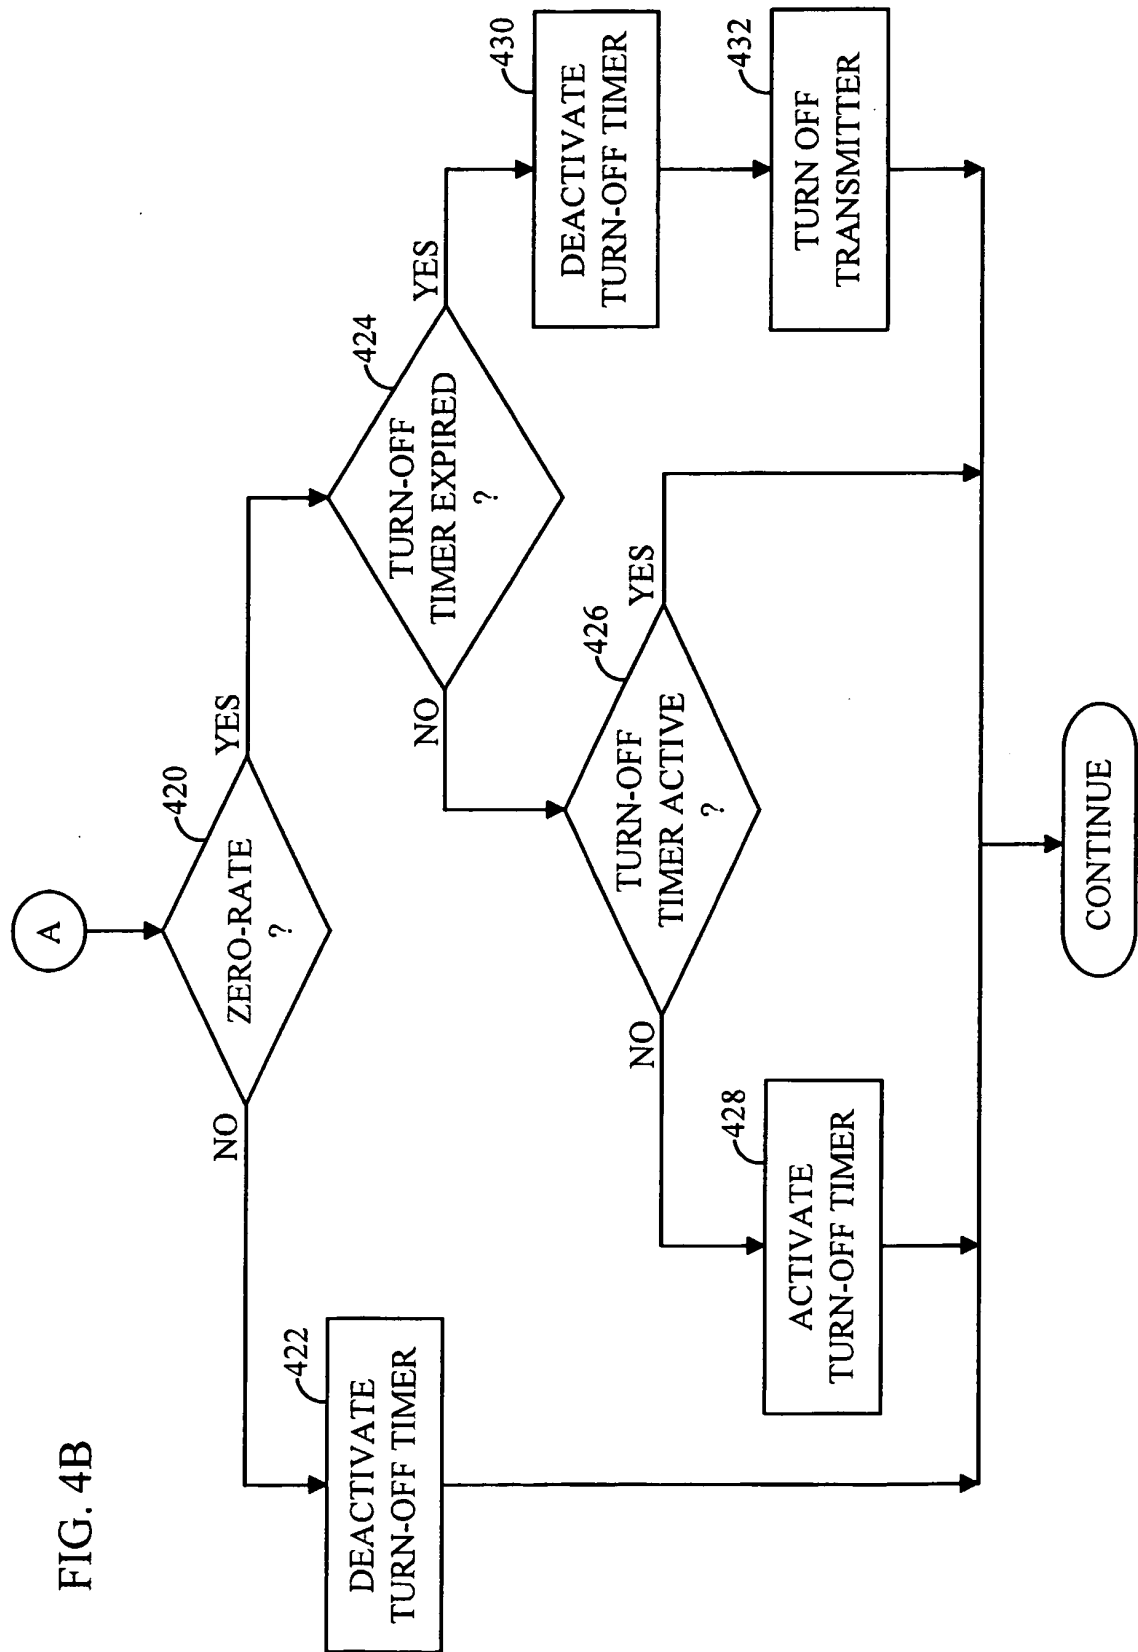 FIG. 4B
A
420
ZERO-RATE
?
NO
YES
422
DEACTIVATE
TURN-OFF TIMER
424
TURN-OFF
TIMER EXPIRED
?
NO
YES
426
TURN-OFF
TIMER ACTIVE
?
NO
YES
428
ACTIVATE
TURN-OFF TIMER
430
DEACTIVATE
TURN-OFF TIMER
432
TURN OFF
TRANSMITTER
CONTINUE